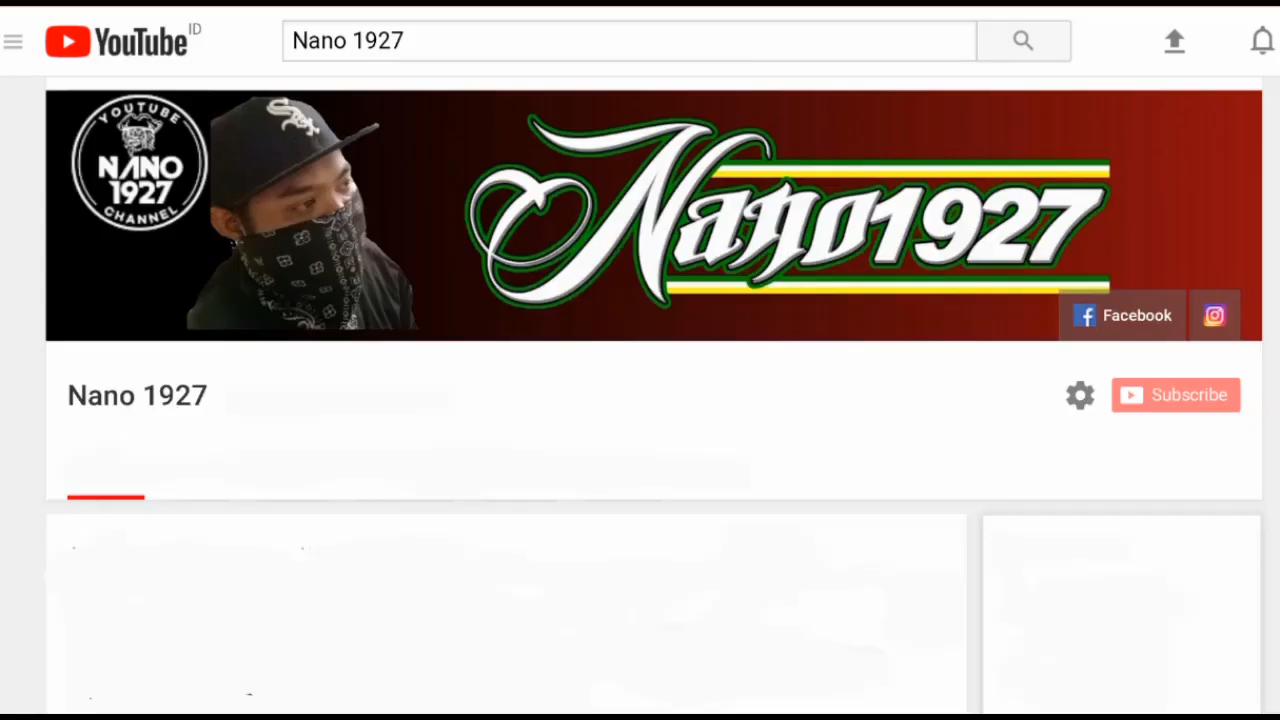 YouTube ID
Nano 1927
YOUTUBE
NANO
1927
CHANNEL
Sox
Nano1927
Facebook
Nano 1927
Subscribe